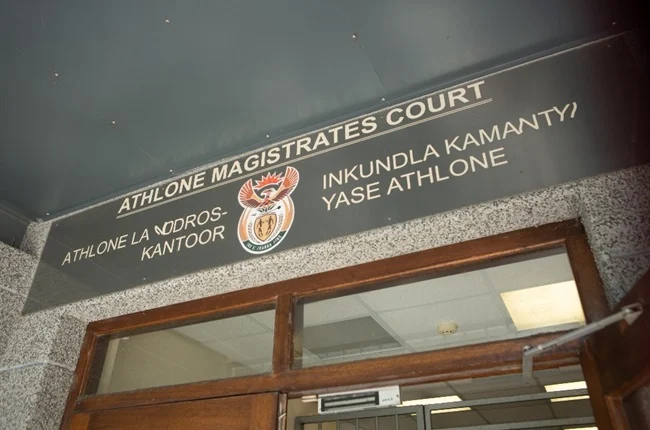 ATHLONE MAGISTRATES COURT
ATHLONE LANDDROS-
KANTOOR
INKUNDLA KAMANTYI
YASE ATHLONE